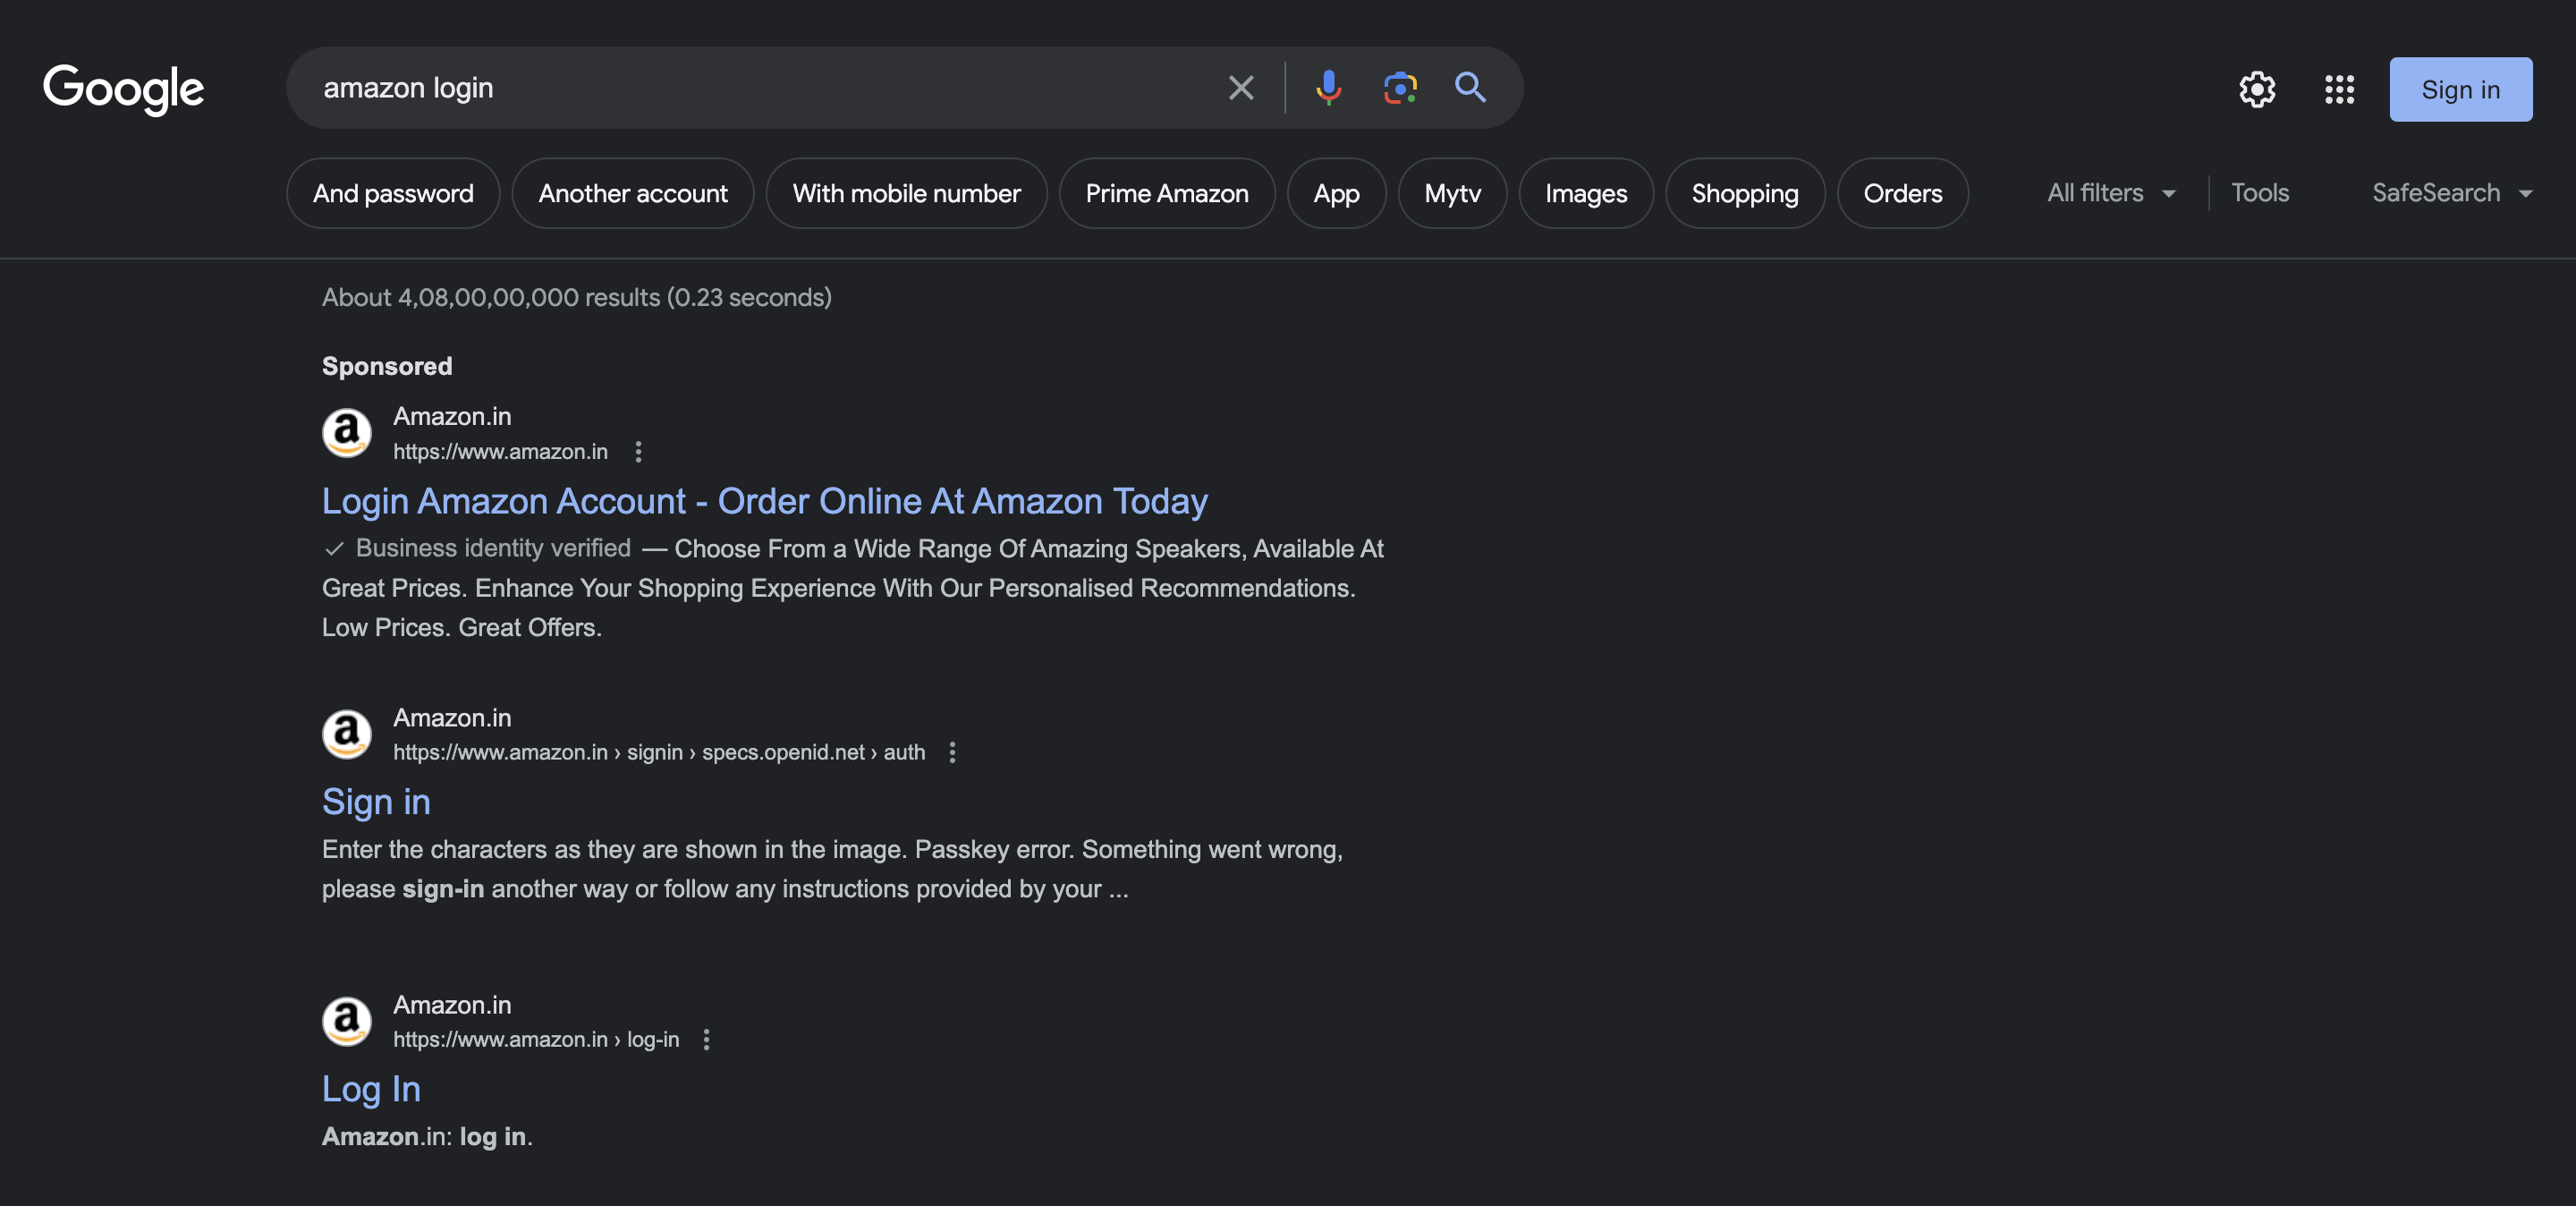 Google
amazon login
Sign in
And password
Another account
With mobile number
Prime Amazon
App
Mytv
Images
Shopping
Orders
All filters
Tools
SafeSearch
About 4,08,00,00,000 results (0.23 seconds)
Sponsored
a
Amazon.in
https://www.amazon.in
Login Amazon Account - Order Online At Amazon Today
Business identity verified — Choose From a Wide Range Of Amazing Speakers, Available At
Great Prices. Enhance Your Shopping Experience With Our Personalised Recommendations.
Low Prices. Great Offers.
a
Amazon.in
https://www.amazon.in › signin › specs.openid.net › auth
Sign in
Enter the characters as they are shown in the image. Passkey error. Something went wrong,
please sign-in another way or follow any instructions provided by your ...
a
Amazon.in
https://www.amazon.in › log-in
Log In
Amazon.in: log in.